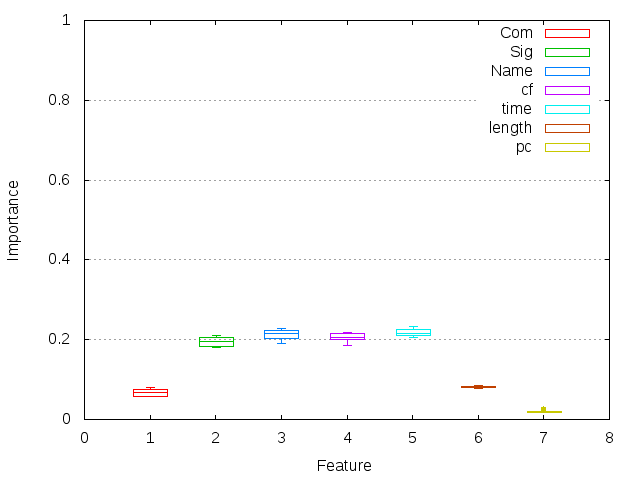 1
0.8
0.6
0.4
0.2
0
0 1 2 3 4 5 6 7 8
Importance
Feature
Com
Sig
Name
cf
time
length
pc